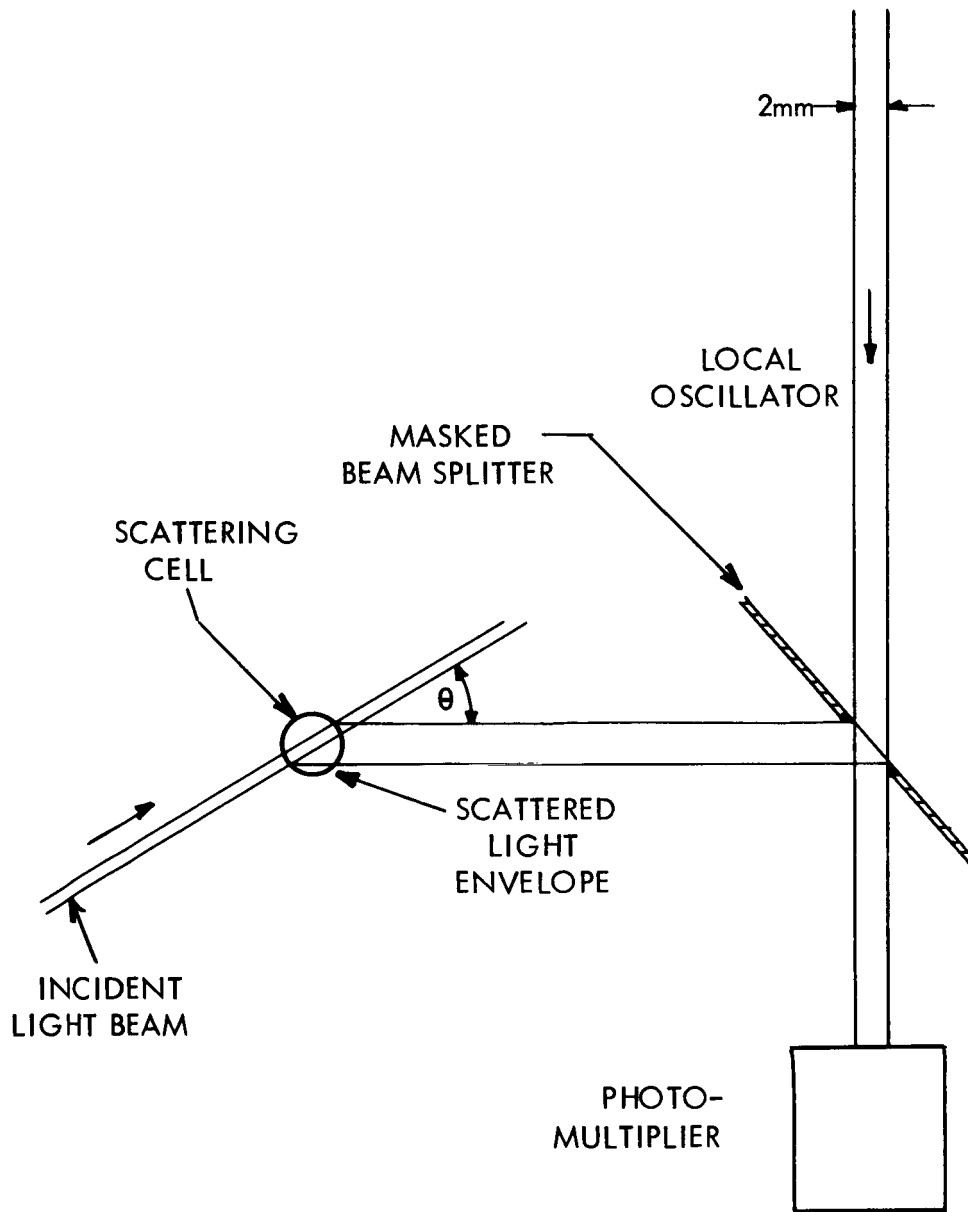 2mm
LOCAL
OSCILLATOR
MASKED
BEAM SPLITTER
SCATTERING
CELL
θ
SCATTERED
LIGHT
ENVELOPE
INCIDENT
LIGHT BEAM
PHOTO-
MULTIPLIER